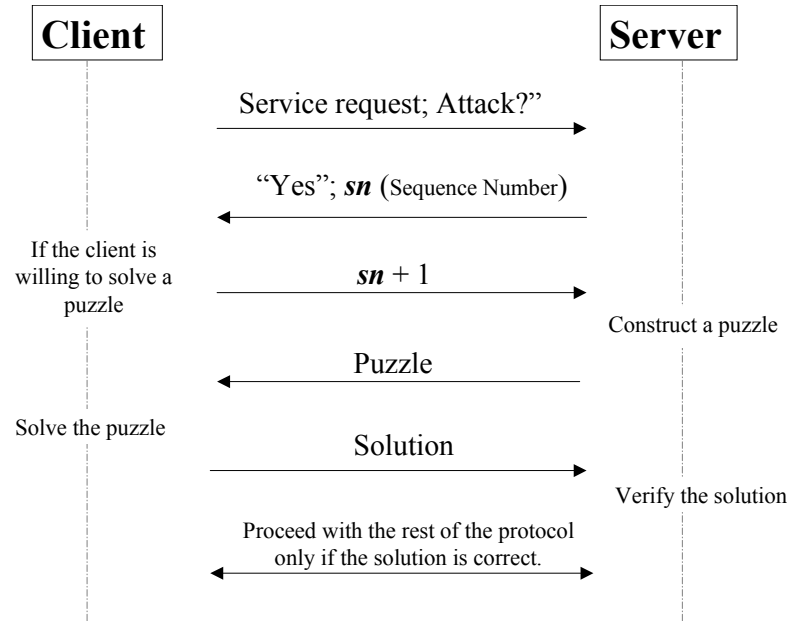 Client
Server
Service request; Attack?”
“Yes”; sn (Sequence Number)
If the client is
willing to solve a
puzzle
sn + 1
Construct a puzzle
Puzzle
Solve the puzzle
Solution
Verify the solution
Proceed with the rest of the protocol
only if the solution is correct.